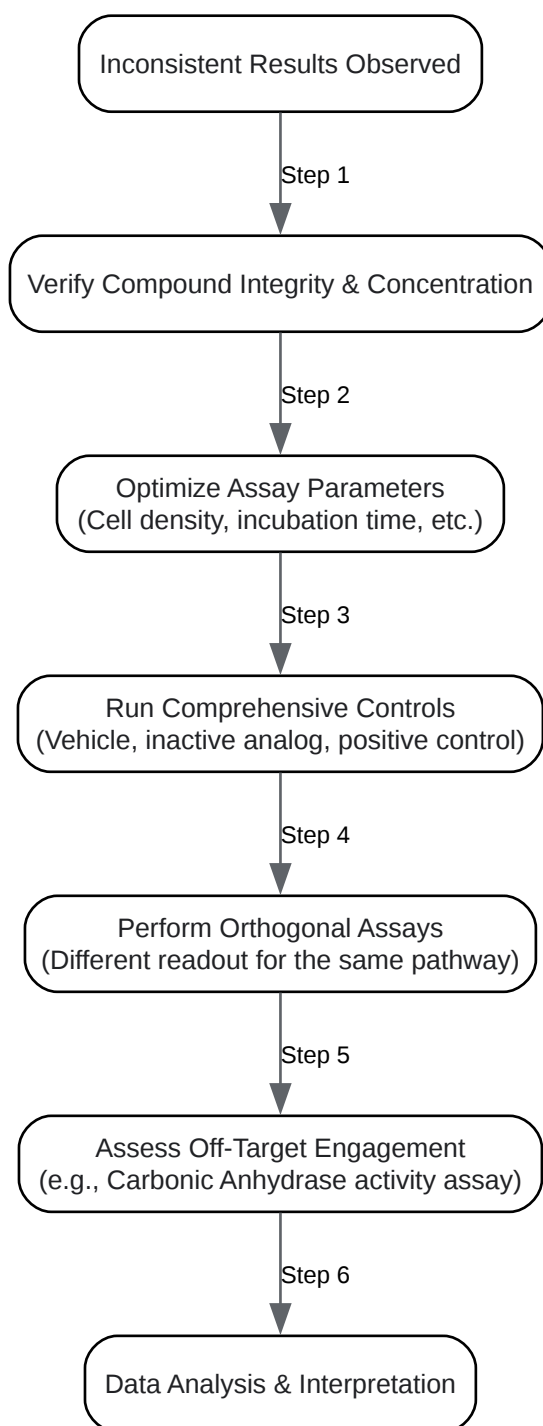 Inconsistent Results Observed
Step 1
Verify Compound Integrity & Concentration
Step 2
Optimize Assay Parameters
(Cell density, incubation time, etc.)
Step 3
Run Comprehensive Controls
(Vehicle, inactive analog, positive control)
Step 4
Perform Orthogonal Assays
(Different readout for the same pathway)
Step 5
Assess Off-Target Engagement
(e.g., Carbonic Anhydrase activity assay)
Step 6
Data Analysis & Interpretation